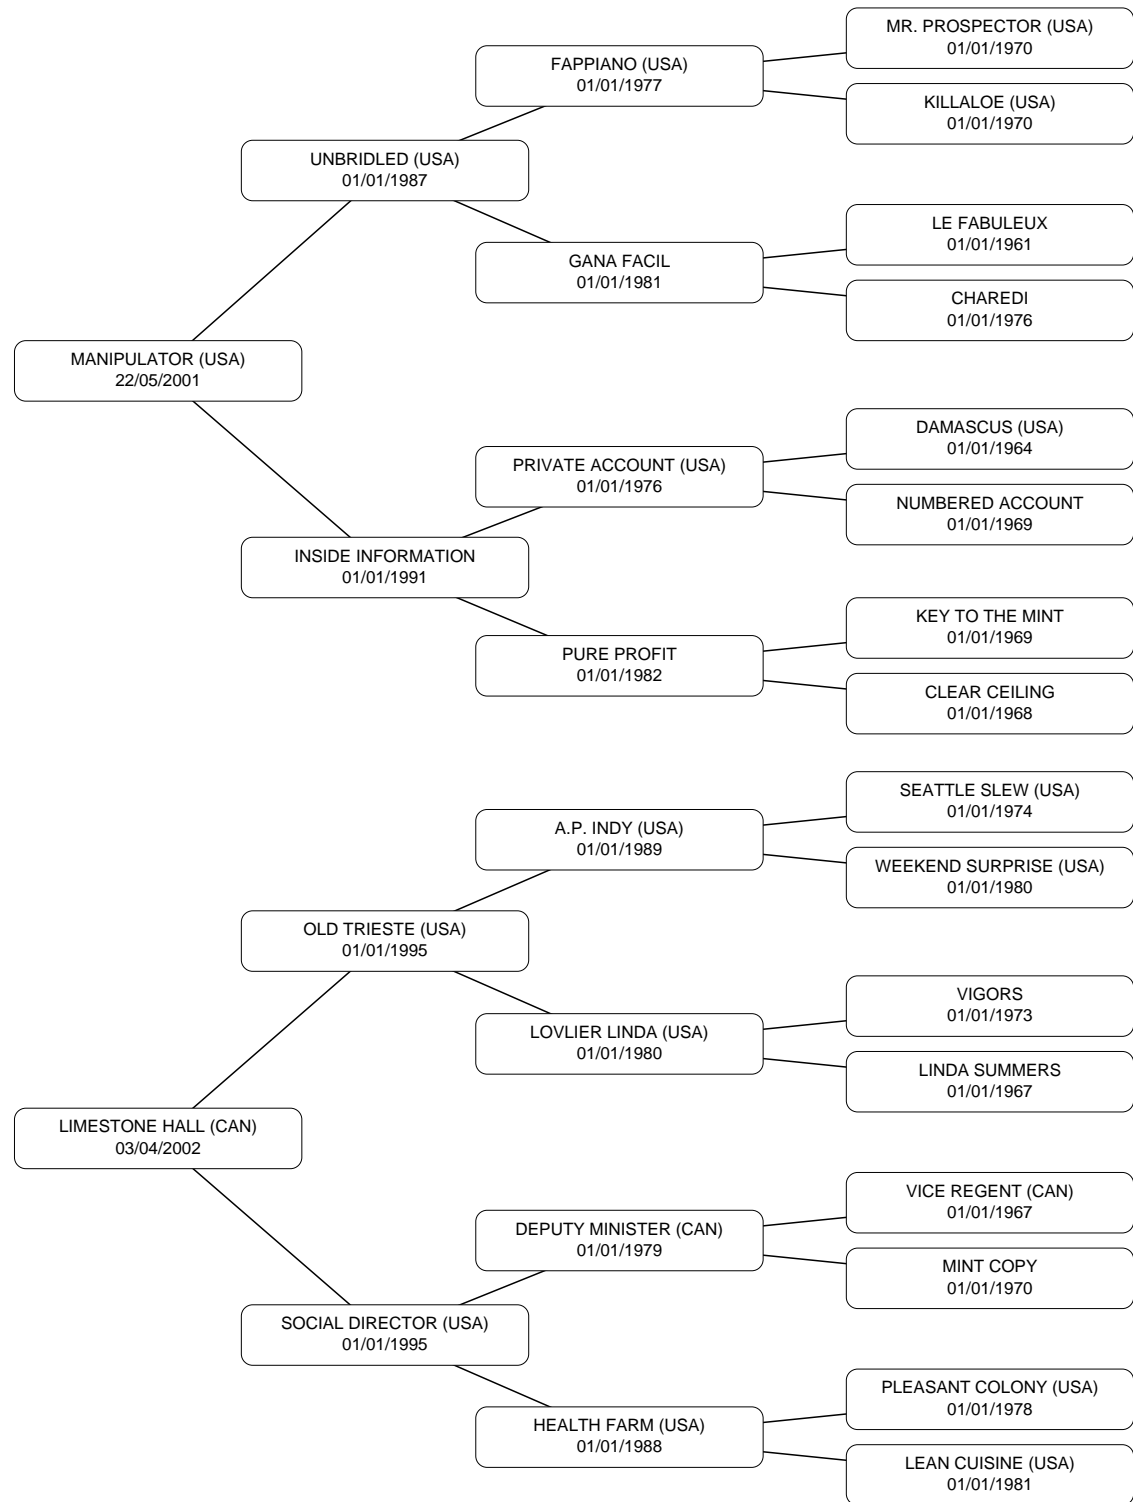 MR. PROSPECTOR (USA)
01/01/1970
FAPPIANO (USA)
01/01/1977
KILLALOE (USA)
01/01/1970
UNBRIDLED (USA)
01/01/1987
LE FABULEUX
01/01/1961
GANA FACIL
01/01/1981
CHAREDI
01/01/1976
MANIPULATOR (USA)
22/05/2001
DAMASCUS (USA)
01/01/1964
PRIVATE ACCOUNT (USA)
01/01/1976
NUMBERED ACCOUNT
01/01/1969
INSIDE INFORMATION
01/01/1991
KEY TO THE MINT
01/01/1969
PURE PROFIT
01/01/1982
CLEAR CEILING
01/01/1968
SEATTLE SLEW (USA)
01/01/1974
A.P. INDY (USA)
01/01/1989
WEEKEND SURPRISE (USA)
01/01/1980
OLD TRIESTE (USA)
01/01/1995
VIGORS
01/01/1973
LOVLIER LINDA (USA)
01/01/1980
LINDA SUMMERS
01/01/1967
LIMESTONE HALL (CAN)
03/04/2002
VICE REGENT (CAN)
01/01/1967
DEPUTY MINISTER (CAN)
01/01/1979
MINT COPY
01/01/1970
SOCIAL DIRECTOR (USA)
01/01/1995
PLEASANT COLONY (USA)
01/01/1978
HEALTH FARM (USA)
01/01/1988
LEAN CUISINE (USA)
01/01/1981